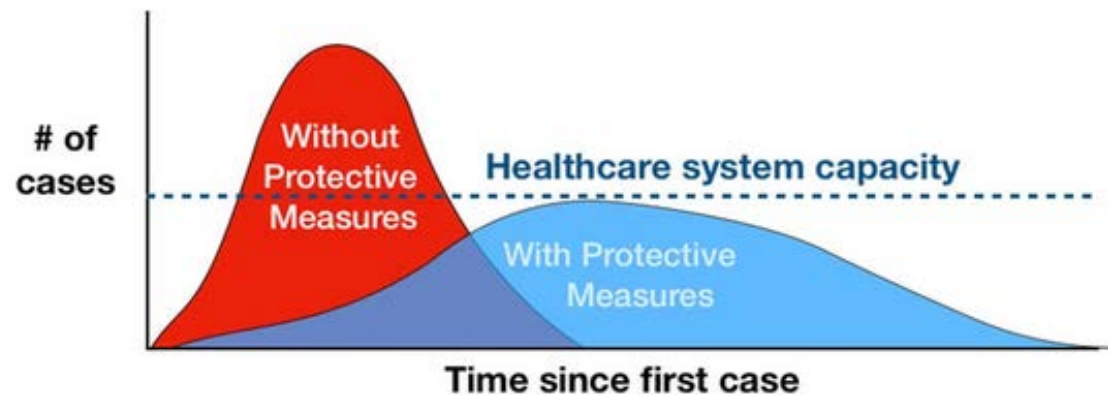 # of
cases
Without
Protective
Measures
Healthcare system capacity
With Protective
Measures
Time since first case